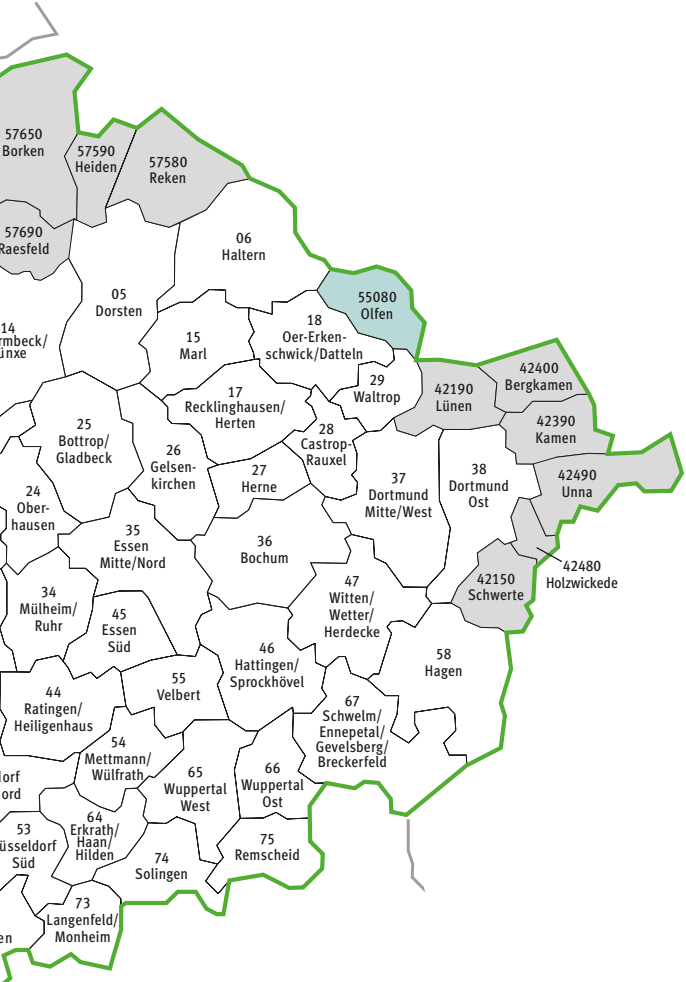 57650
Borken
57590
Heiden
57580
Reken
57690
Raesfeld
06
Haltern
55080
Olfen
05
Dorsten
14
rmbeck/
ünxe
15
Marl
18
Oer-Erken-
schwick/Datteln
29
Waltrop
42190
Lünen
42400
Bergkamen
42390
Kamen
42490
Unna
17
Recklinghausen/
Herten
25
Bottrop/
Gladbeck
26
Gelsen-
kirchen
28
Castrop-
Rauxel
27
Herne
37
Dortmund
Mitte/West
38
Dortmund
Ost
24
Ober-
hausen
35
Essen
Mitte/Nord
36
Bochum
42480
Holzwickede
42150
Schwerte
34
Mülheim/
Ruhr
45
Essen
Süd
47
Witten/
Wetter/
Herdecke
46
Hattingen/
Sprockhövel
58
Hagen
44
Ratingen/
Heiligenhaus
55
Velbert
67
Schwelm/
Ennepetal/
Gevelsberg/
Breckerfeld
54
Mettmann/
Wülfrath
65
Wuppertal
West
66
Wuppertal
Ost
dorf
ord
53
üsseldorf
Süd
64
Erkrath/
Haan/
Hilden
74
Solingen
75
Remscheid
73
Langenfeld/
Monheim
en